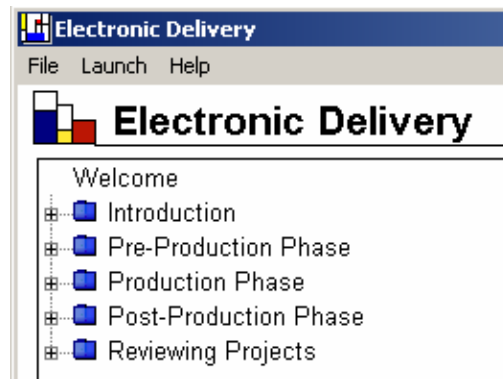 Electronic Delivery
File Launch Help
Electronic Delivery
Welcome
Introduction
Pre-Production Phase
Production Phase
Post-Production Phase
Reviewing Projects